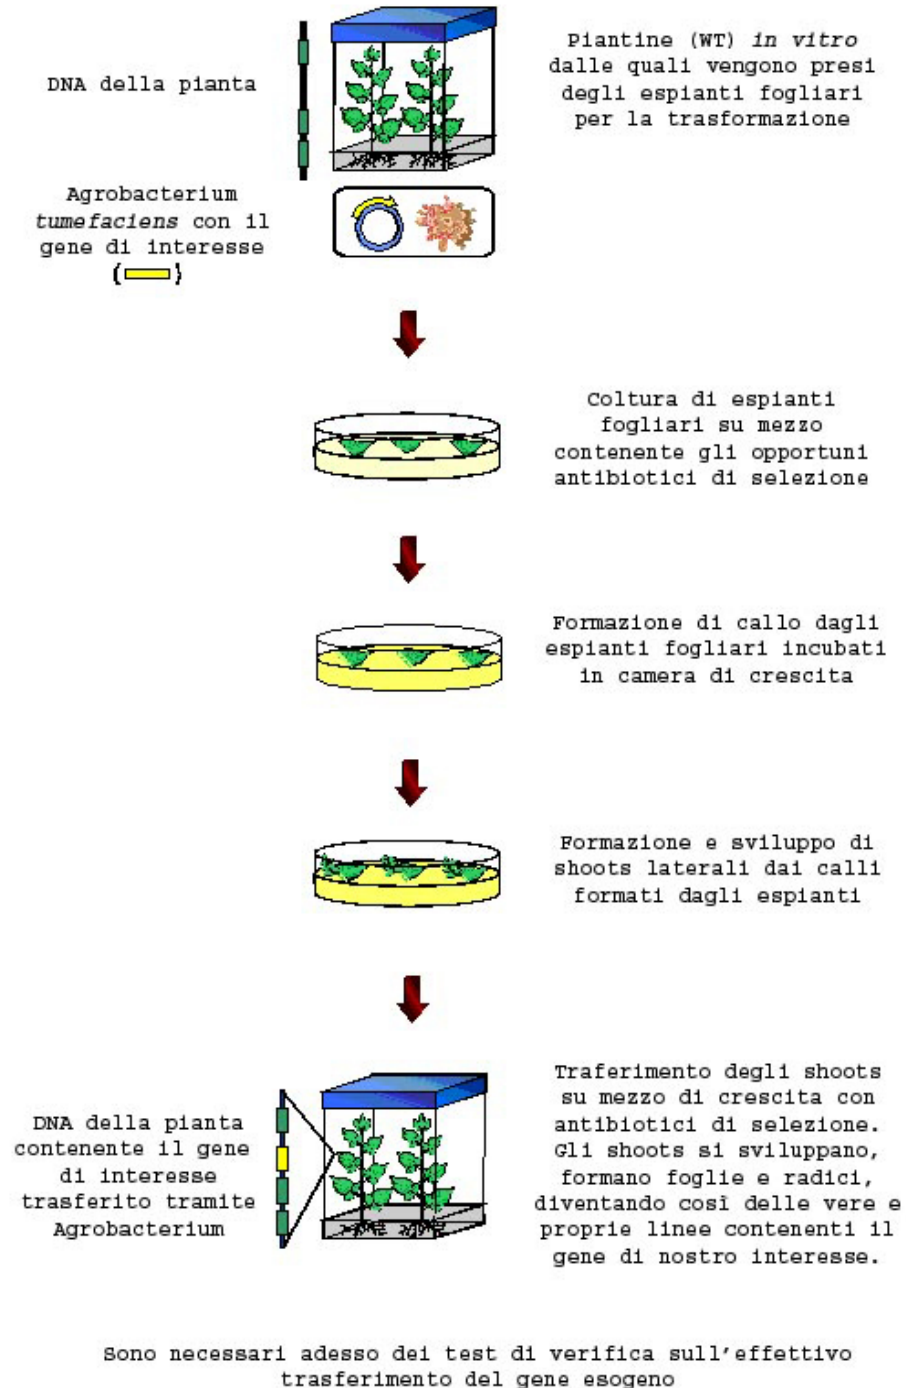 DNA della pianta
Piantine (WT) in vitro
dalle quali vengono presi
degli espianti fogliari
per la trasformazione
Agrobacterium
tumefaciens con il
gene di interesse
( )
Coltura di espianti
fogliari su mezzo
contenente gli opportuni
antibiotici di selezione
Formazione di callo dagli
espianti fogliari incubati
in camera di crescita
Formazione e sviluppo di
shoots laterali dai calli
formati dagli espianti
DNA della pianta
contenente il gene
di interesse
trasferito tramite
Agrobacterium
Traferimento degli shoots
su mezzo di crescita con
antibiotici di selezione.
Gli shoots si sviluppano,
formano foglie e radici,
diventando così delle vere e
proprie linee contenenti il
gene di nostro interesse.
Sono necessari adesso dei test di verifica sull'effettivo
trasferimento del gene esogeno